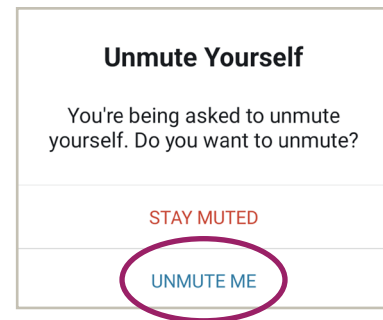 Unmute Yourself
You're being asked to unmute
yourself. Do you want to unmute?
STAY MUTED
UNMUTE ME